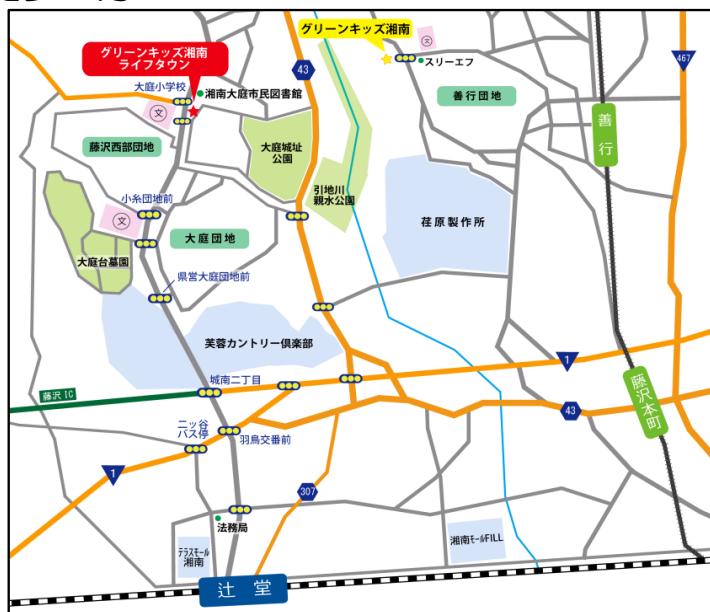 グリーンキッズ湘南
ライフタウン
グリーンキッズ湘南
文
スリーエフ
467
43
大庭小学校
湘南大庭市民図書館
文
善行団地
善行
藤沢西部団地
大庭城址
公園
引地川
親水公園
小糸団地前
文
荏原製作所
大庭団地
大庭台墓園
県営大庭団地前
芙蓉カントリー倶楽部
1
城南二丁目
藤沢IC
藤沢本町
43
二ッ谷
バス停
羽鳥交番前
1
307
法務局
テラスモール
湘南
湘南モールFILL
辻堂